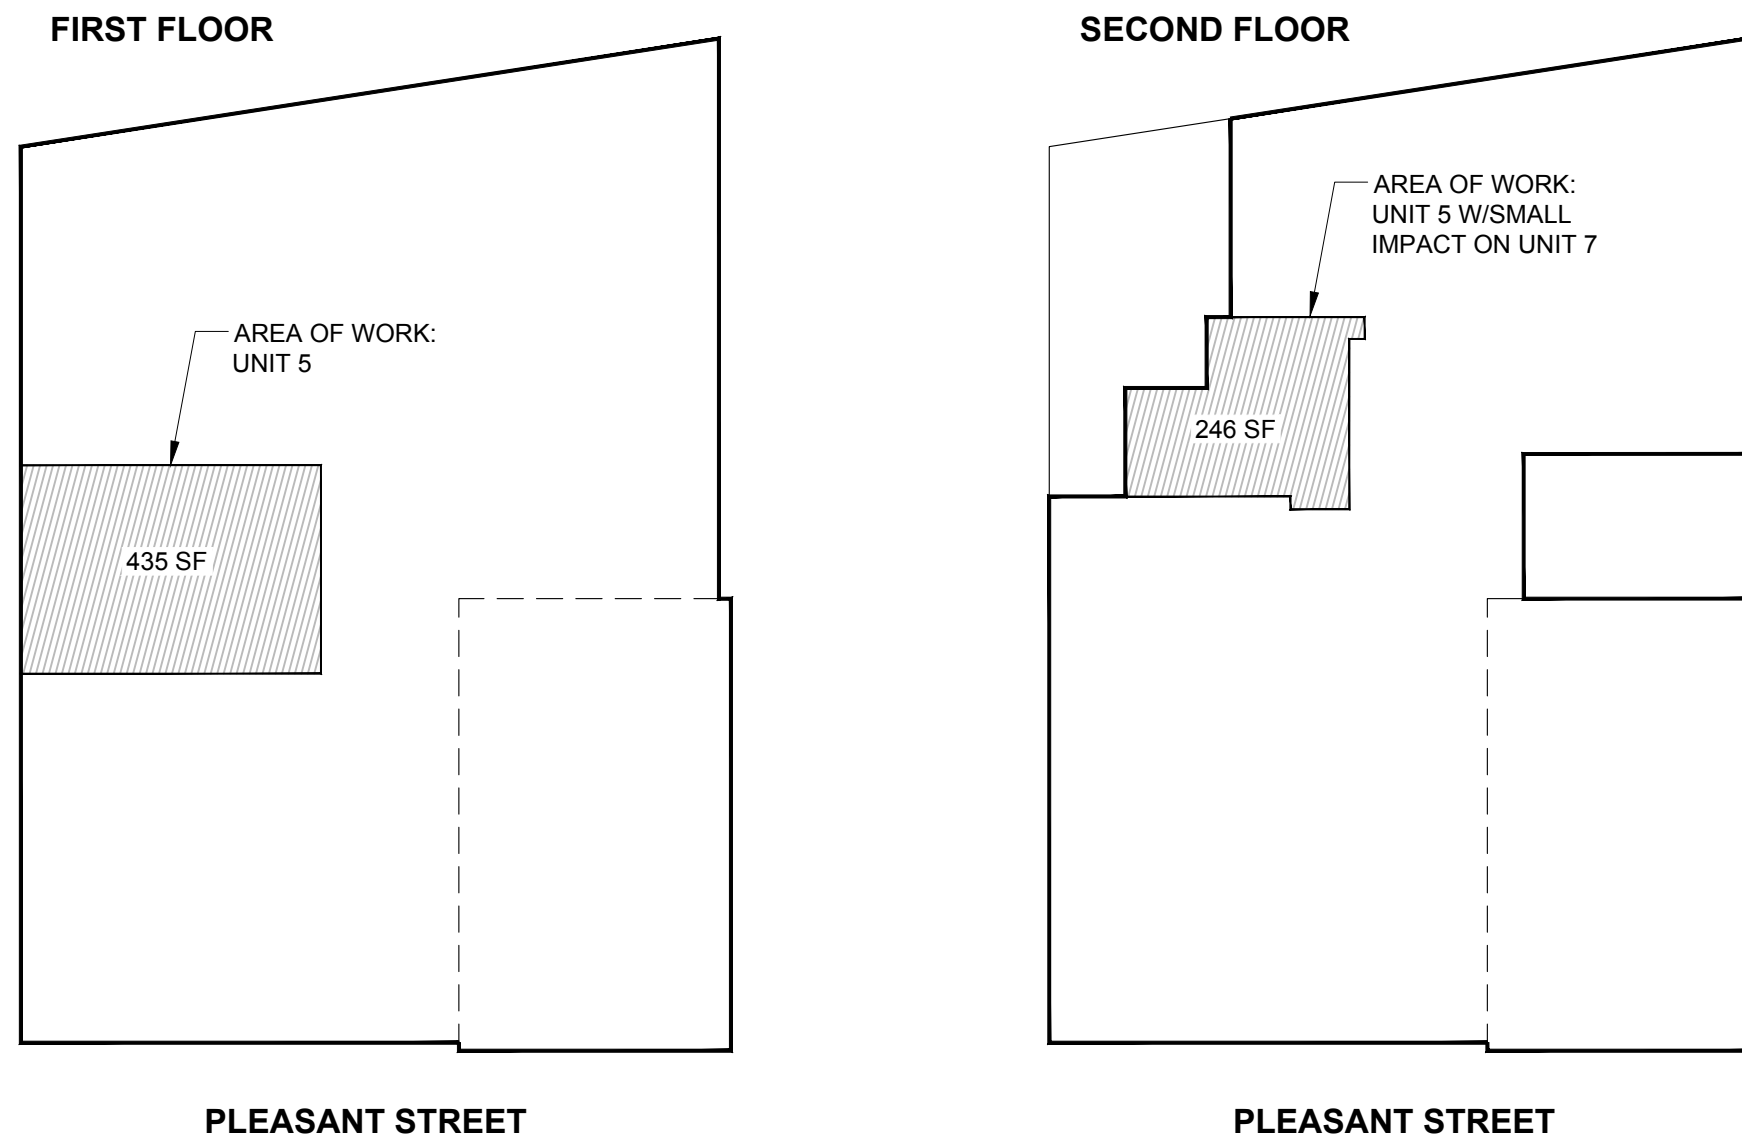 FIRST FLOOR
AREA OF WORK:
UNIT 5
435 SF
PLEASANT STREET
SECOND FLOOR
AREA OF WORK:
UNIT 5 W/SMALL
IMPACT ON UNIT 7
246 SF
PLEASANT STREET